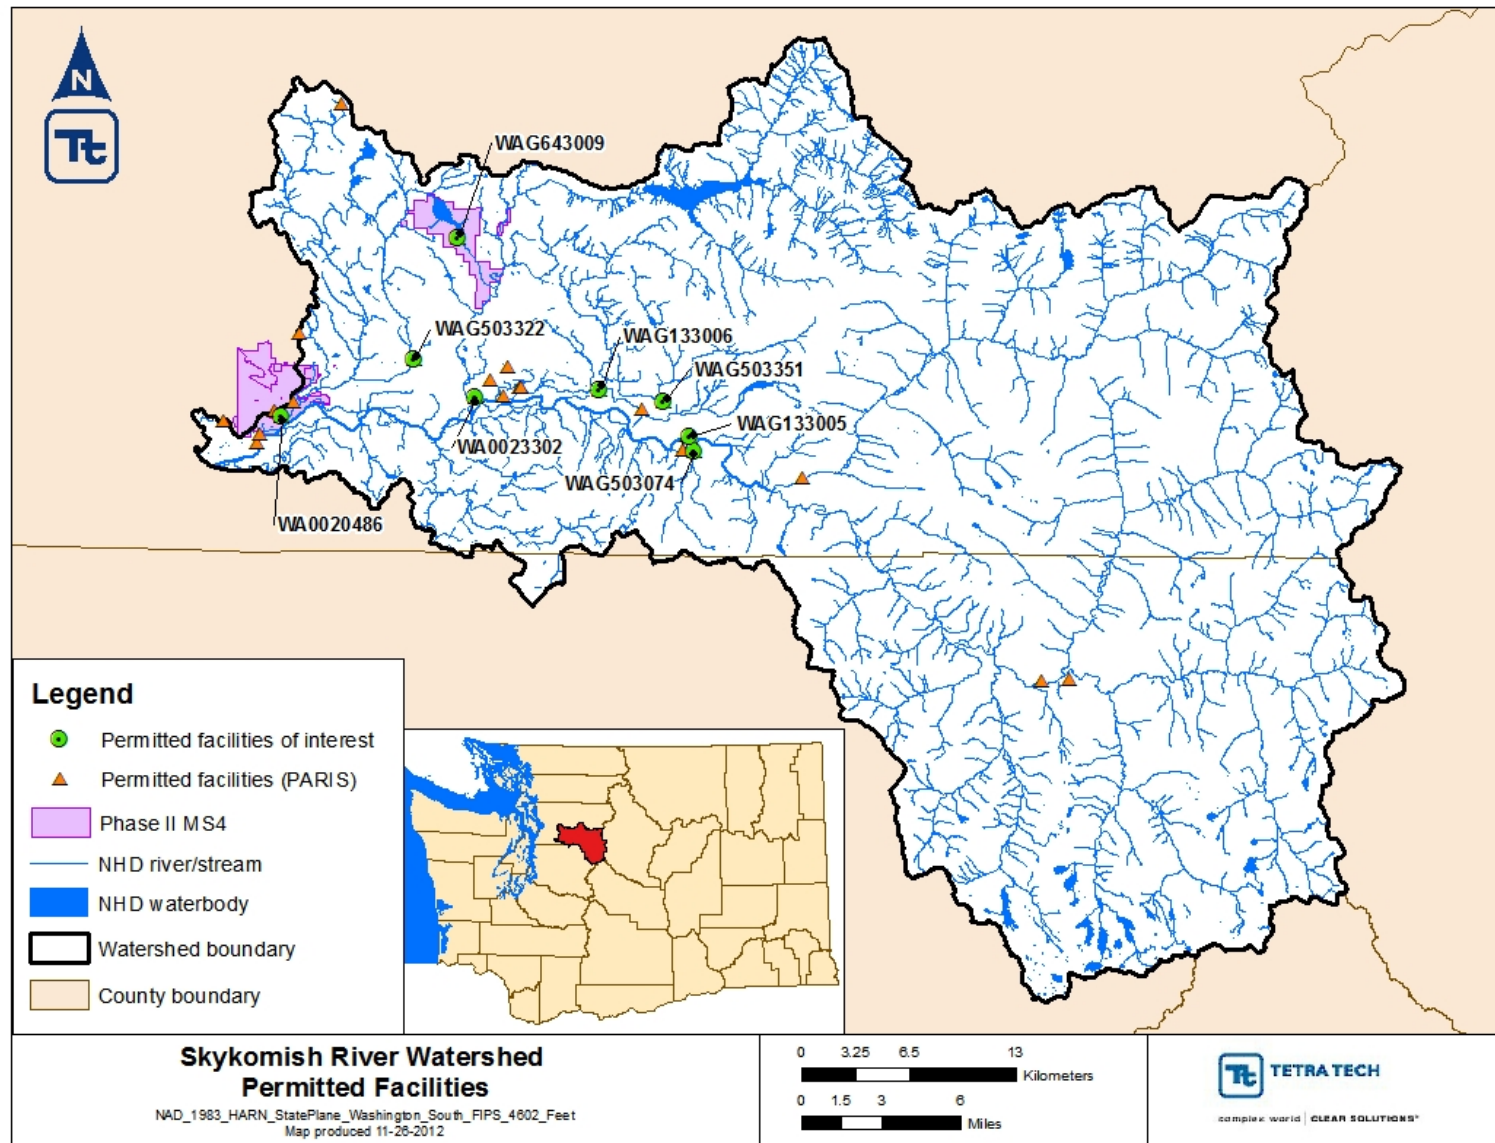 N
Tt
WAG643009
WAG503322
WAG133006
WAG503351
WAG133005
WA0023302
WAG503074
WA0020486
Legend
Permitted facilities of interest
Permitted facilities (PARIS)
Phase II MS4
NHD river/stream
NHD waterbody
Watershed boundary
County boundary
Skykomish River Watershed
Permitted Facilities
NAD_1983_HARN_StatePlane_Washington_South_FIPS_4602_Feet
Map produced 11-26-2012
0 3.25 6.5 13
Kilometers
0 1.5 3 6
Miles
Tt TETRA TECH
complex world | CLEAR SOLUTIONS®